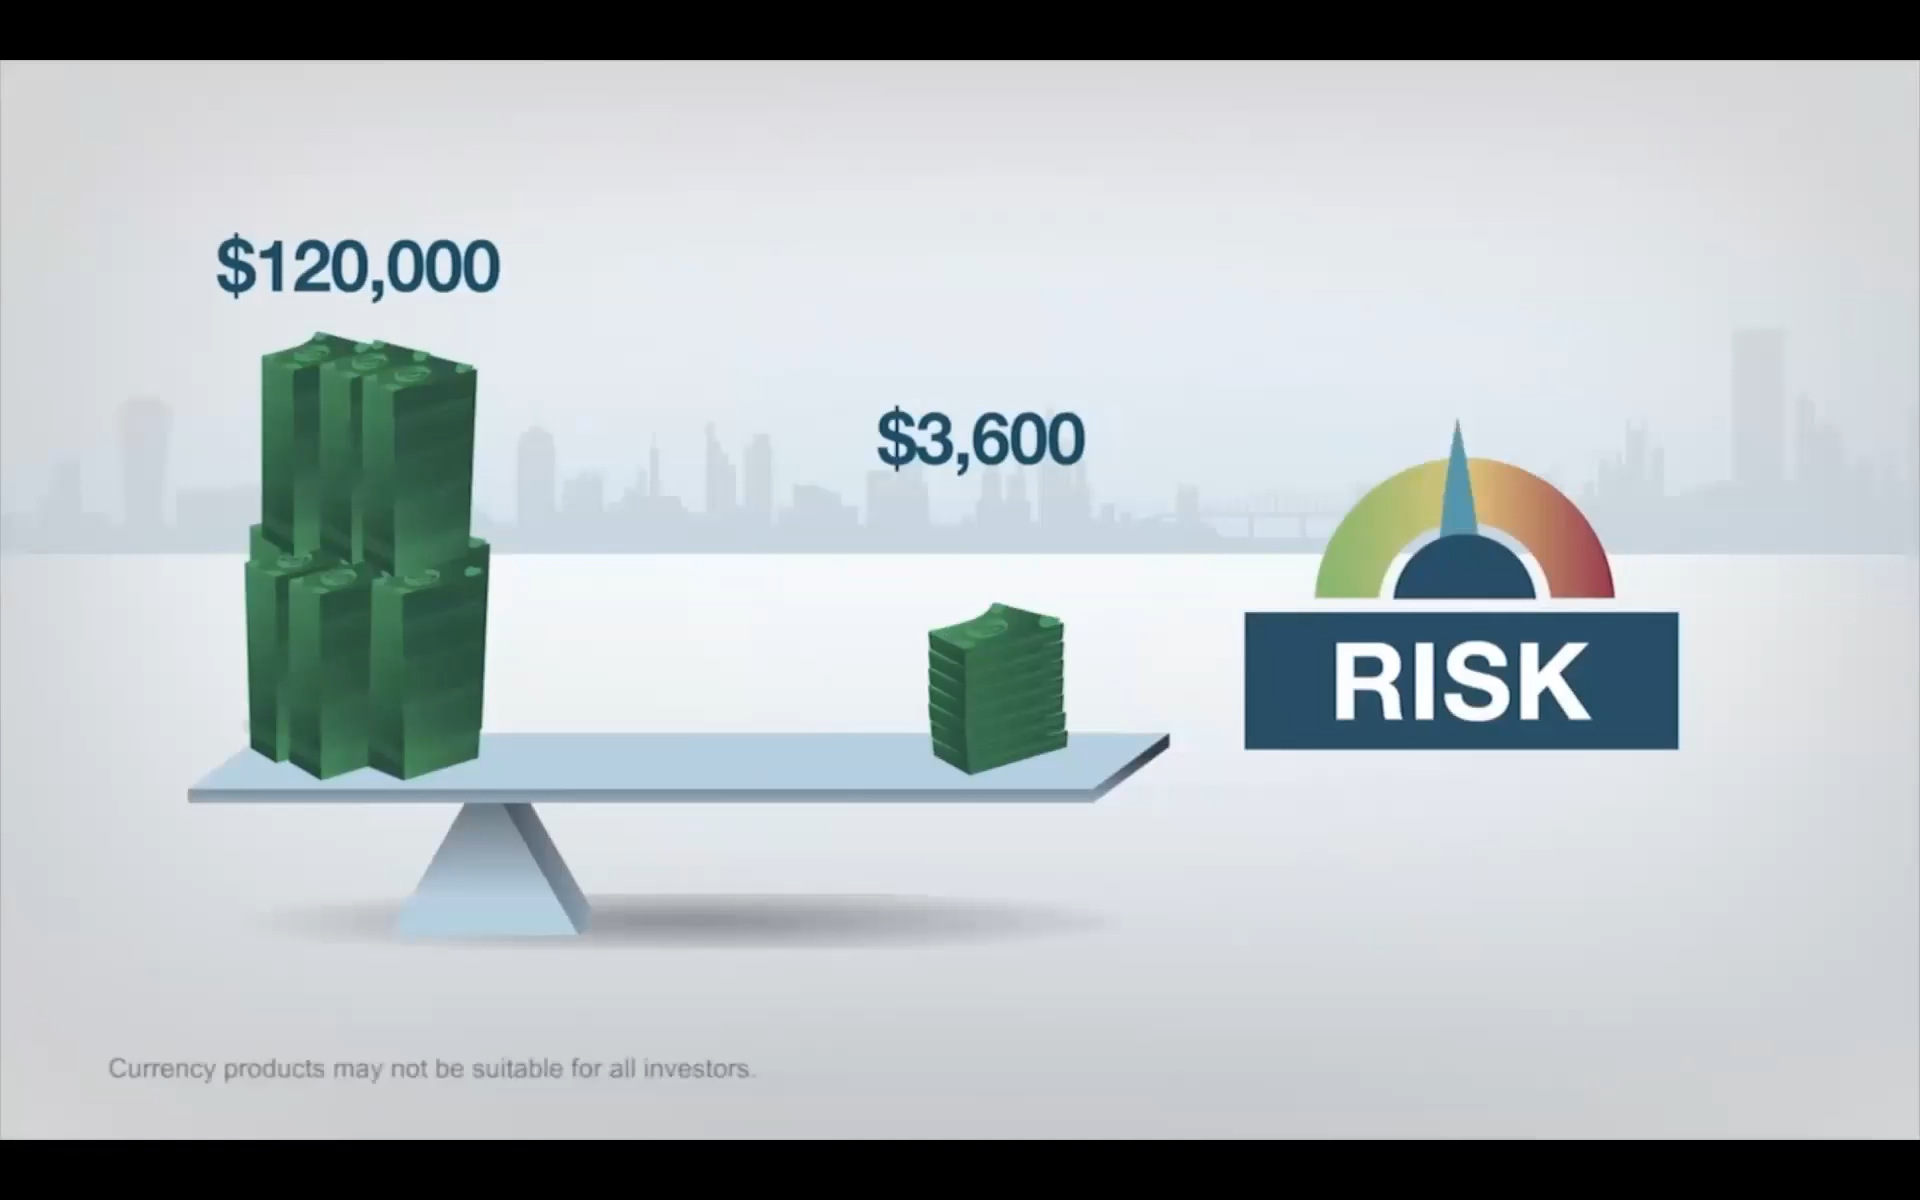 $120,000
$3,600
RISK
Currency products may not be suitable for all investors.